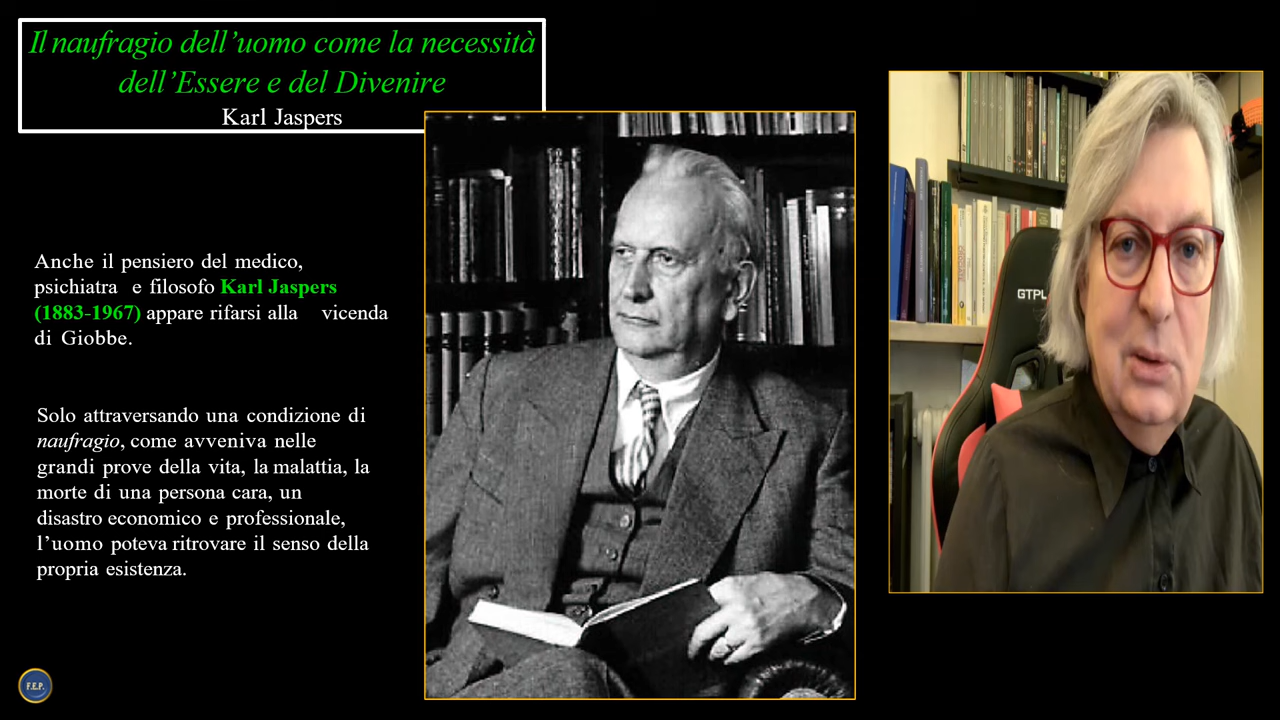 Il naufragio dell’uomo come la necessità
dell’Essere e del Divenire
Karl Jaspers
Anche il pensiero del medico,
psichiatra e filosofo Karl Jaspers
(1883-1967) appare rifarsi alla vicenda
di Giobbe.
Solo attraversando una condizione di
naufragio, come avveniva nelle
grandi prove della vita, la malattia, la
morte di una persona cara, un
disastro economico e professionale,
l’uomo poteva ritrovare il senso della
propria esistenza.
GTPL
F.E.P.